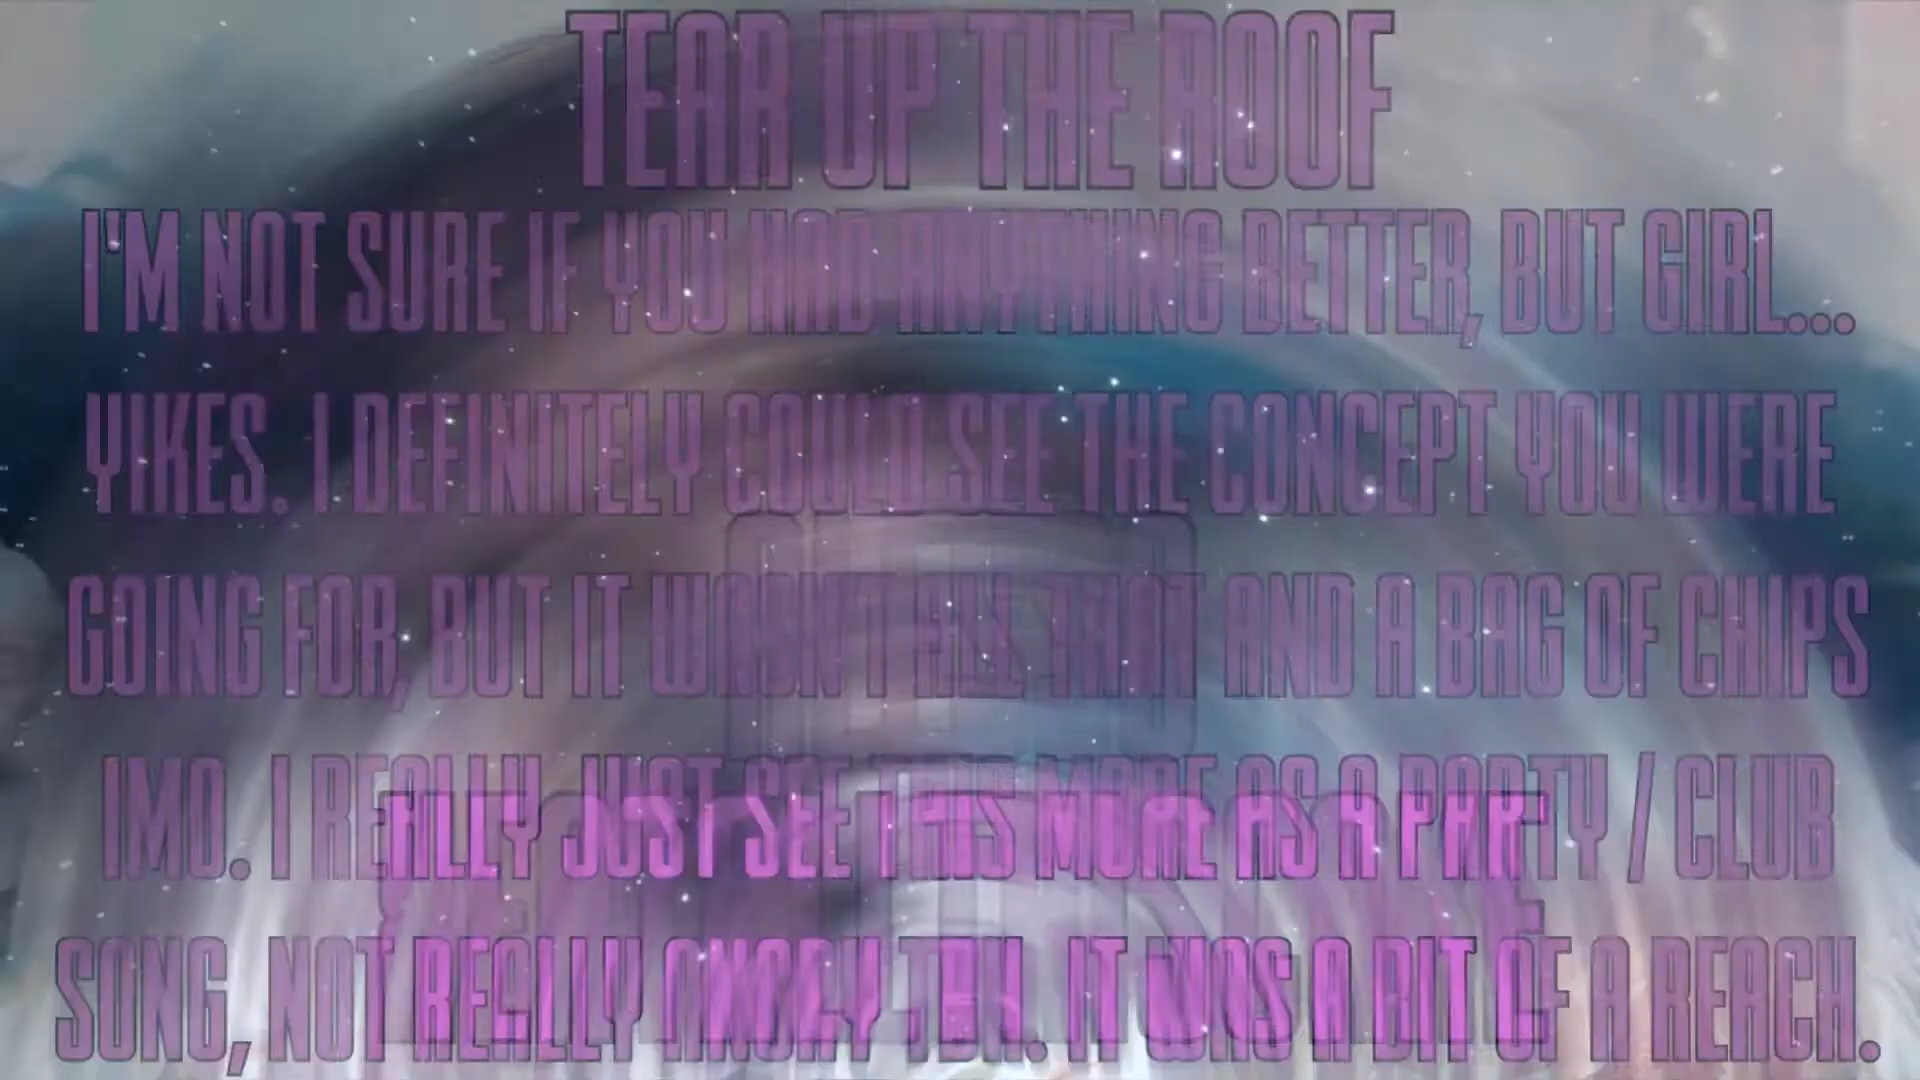 TEAR UP THE ROOF
I'M NOT SURE IF YOU HAD ANYTHING BETTER, BUT GIRL...
YIKES. I DEFINITELY COULD SEE THE CONCEPT YOU WERE
GOING FOR, BUT IT WASN'T ALL THAT AND A BAG OF CHIPS
IMO. I REALLY JUST SEE THIS MORE AS A PARTY / CLUB
SONG, NOT REALLY ANGRY TBH. IT WAS A BIT OF A REACH.